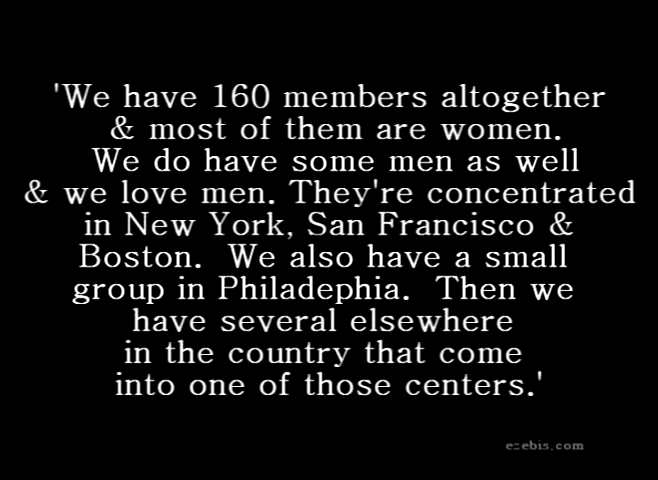 'We have 160 members altogether
& most of them are women.
We do have some men as well
& we love men. They're concentrated
in New York, San Francisco &
Boston.  We also have a small
group in Philadephia.  Then we
have several elsewhere
in the country that come
into one of those centers.'